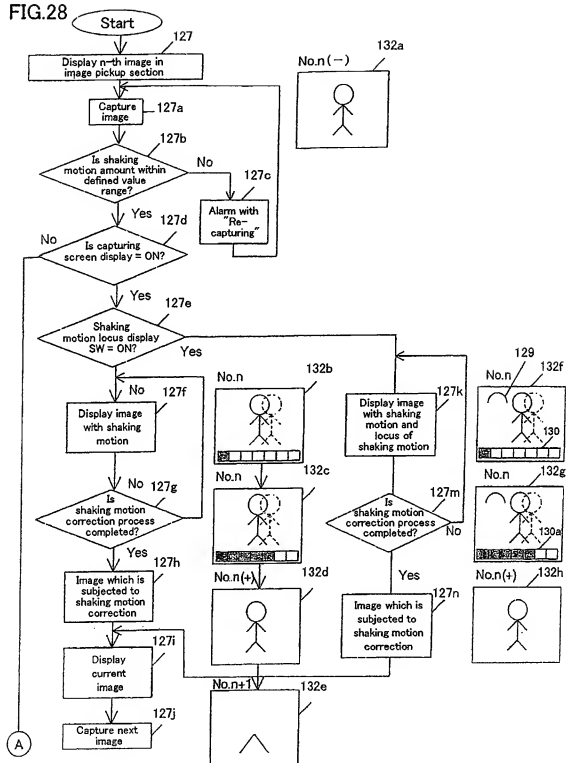 FIG.28
Start
127
Display n-th image in
image pickup section
132a
No.n(-)
Capture
image
127a
127b
Is
shaking
motion amount within
defined value
range?
No
127c
Alarm with
"Re-
capturing"
Yes
127d
No
Is capturing
screen display = ON?
Yes
127e
Shaking
motion locus display
SW = ON?
Yes
No
127f
Display image
with shaking
motion
No
127g
Is
shaking motion
correction process
completed?
Yes
127h
Image which is
subjected to
shaking motion
correction
127i
Display
current
image
127j
Capture next
image
A
132b
No.n
132c
No.n
132d
No.n(+)
132e
No.n+1
127k
Display image
with shaking
motion and
locus of
shaking motion
127m
Is
shaking motion
correction process
completed?
No
Yes
127n
Image which is
subjected to
shaking motion
correction
129
No.n
132f
130
No.n
132g
130a
No.n(+)
132h